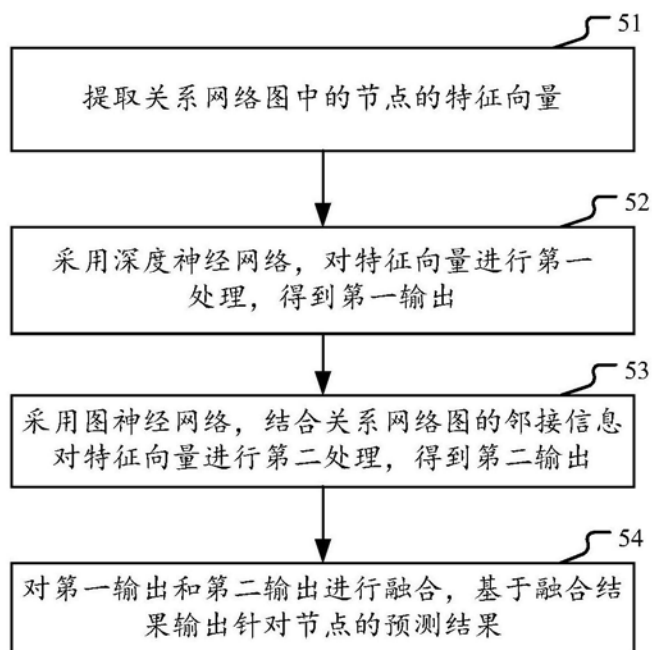 51
提取关系网络图中的节点的特征向量
52
采用深度神经网络，对特征向量进行第一
处理，得到第一输出
53
采用图神经网络，结合关系网络图的邻接信息
对特征向量进行第二处理，得到第二输出
54
对第一输出和第二输出进行融合，基于融合结
果输出针对节点的预测结果